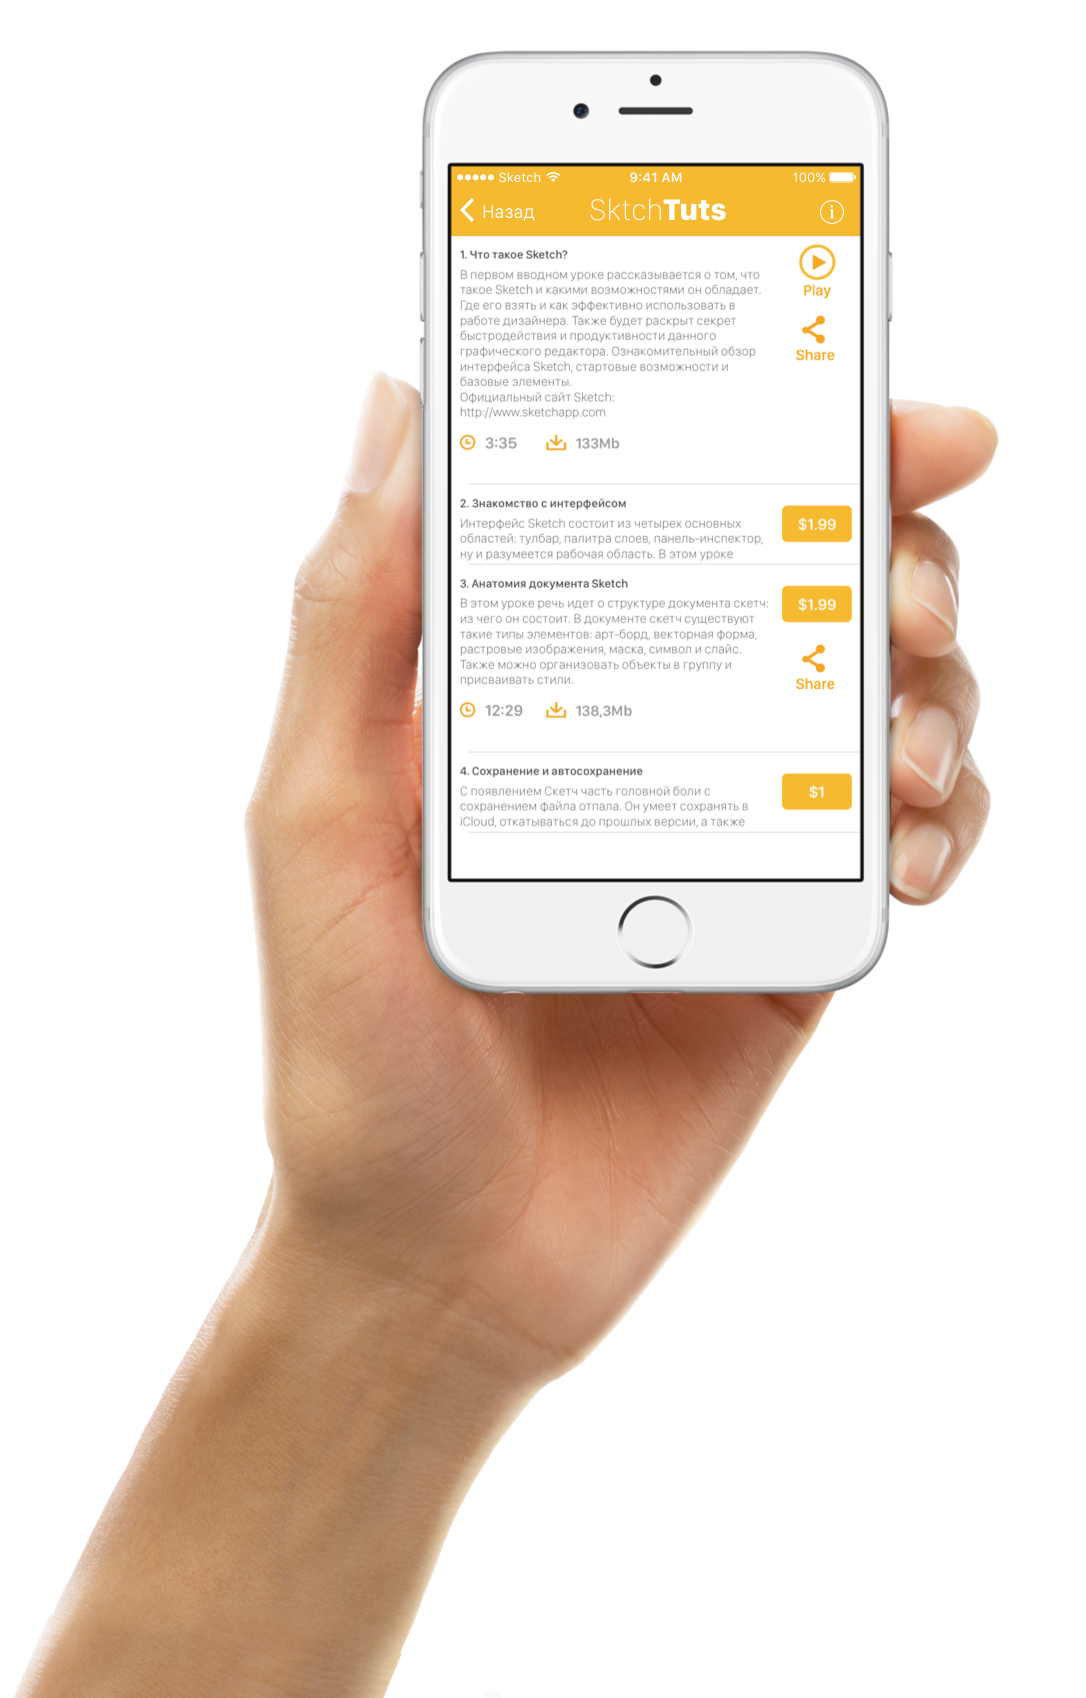 Sketch 9:41 AM 100%
Назад SktchTuts i
1. Что такое Sketch?
В первом вводном уроке рассказывается о том, что
такое Sketch и какими возможностями он обладает.
Где его взять и как эффективно использовать в
работе дизайнера. Также будет раскрыт секрет
быстродействия и продуктивности данного
графического редактора. Ознакомительный обзор
интерфейса Sketch, стартовые возможности и
базовые элементы.
Официальный сайт Sketch:
http://www.sketchapp.com
Play
Share
3:35 133Mb
2. Знакомство с интерфейсом
Интерфейс Sketch состоит из четырех основных
областей: тулбар, палитра слоев, панель-инспектор,
ну и разумеется рабочая область. В этом уроке
$1.99
3. Анатомия документа Sketch
В этом уроке речь идет о структуре документа скетч:
из чего он состоит. В документе скетч существуют
такие типы элементов: арт-борд, векторная форма,
растровые изображения, маска, символ и слайс.
Также можно организовать объекты в группу и
присваивать стили.
$1.99
Share
12:29 138,3Mb
4. Сохранение и автосохранение
С появлением Скетч часть головной боли с
сохранением файла отпала. Он умеет сохранять в
iCloud, откатываться до прошлых версии, а также
$1